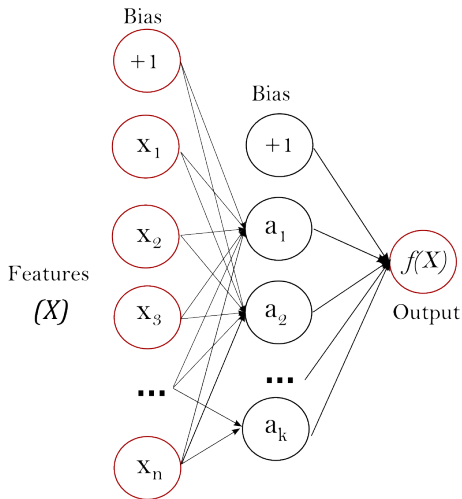 Bias
+1
x1
x2
x3
...
xn
Features
(X)
Bias
+1
a1
a2
...
ak
f(X)
Output